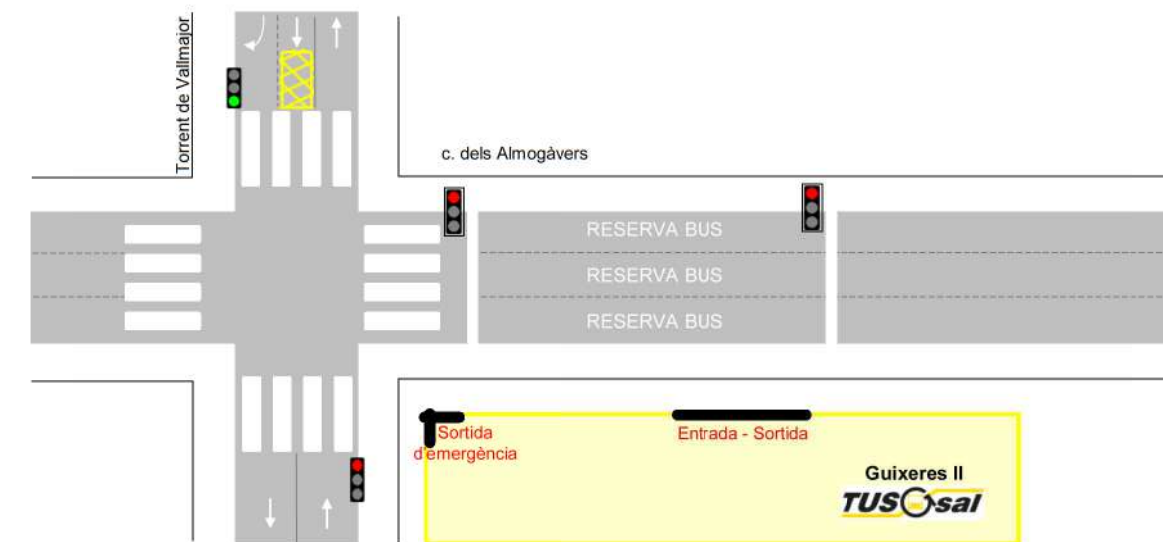 Torrent de Vallmajor
c. dels Almogàvers
RESERVA BUS
RESERVA BUS
RESERVA BUS
Sortida
d'emergència
Entrada - Sortida
Guixeres II
TUSGsal